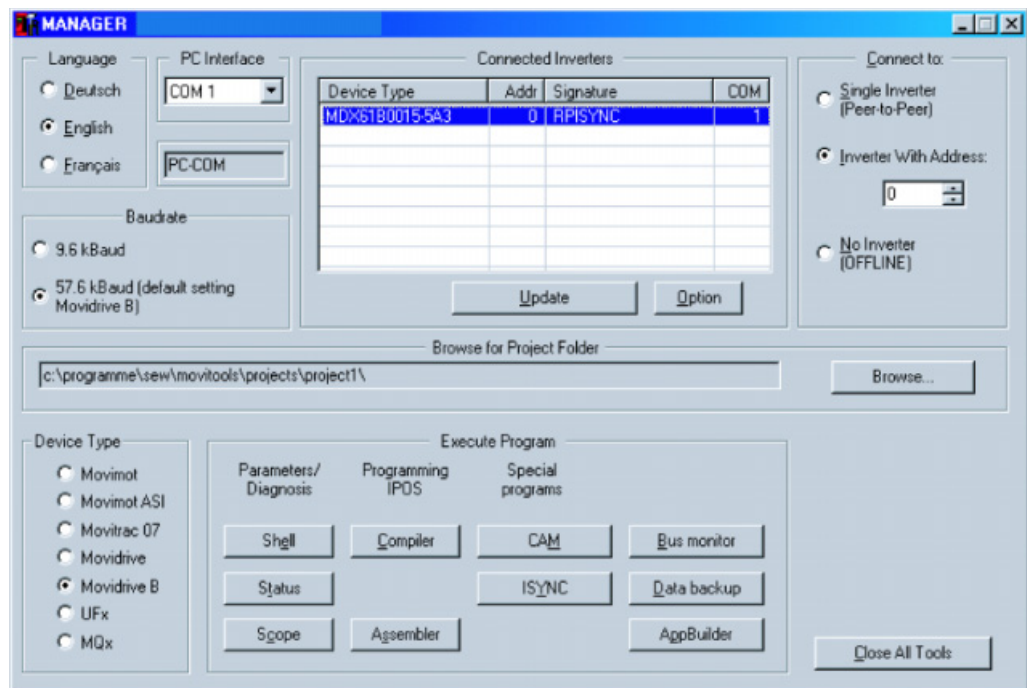 MANAGER
Language
Deutsch
English
Français
PC Interface
COM 1
PC-COM
Baudrate
9.6 kBaud
57.6 kBaud (default setting
Movidrive B)
Connected Inverters
Device Type Addr Signature COM
MDX61B0015-5A3 0 RPISYNC 1
Update
Option
Connect to:
Single Inverter
(Peer-to-Peer)
Inverter With Address:
0
No Inverter
(OFFLINE)
Browse for Project Folder
c:\programme\sew\movitools\projects\project1\
Browse...
Device Type
Movimot
Movimot ASI
Movitrac 07
Movidrive
Movidrive B
UFx
MQx
Execute Program
Parameters/
Diagnosis
Programming
IPOS
Special
programs
Shell
Compiler
CAM
Bus monitor
Status
ISYNC
Data backup
Scope
Assembler
AppBuilder
Close All Tools